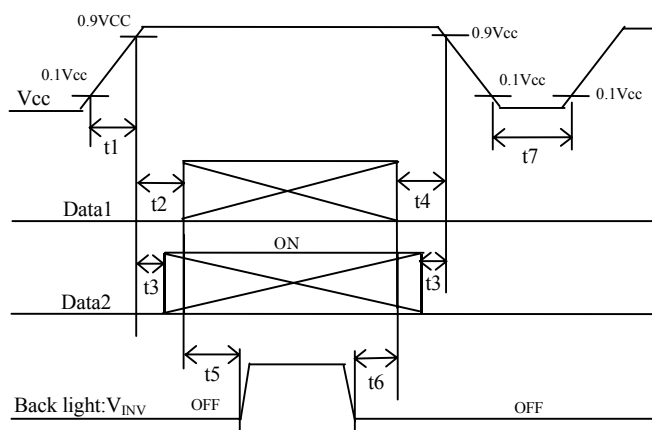 0.9VCC
0.9Vcc
0.1Vcc
0.1Vcc
0.1Vcc
Vcc
t1
t7
t2
t4
Data1
ON
t3
t3
Data2
t5
t6
Back light:VINV
OFF
OFF